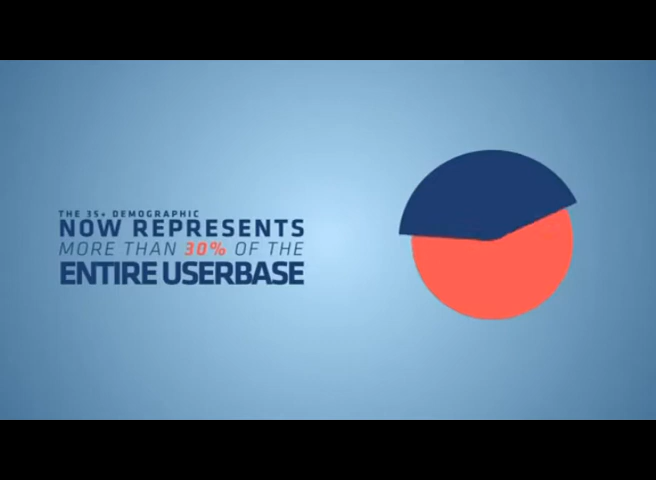 THE 35+ DEMOGRAPHIC
NOW REPRESENTS
MORE THAN 30% OF THE
ENTIRE USERBASE